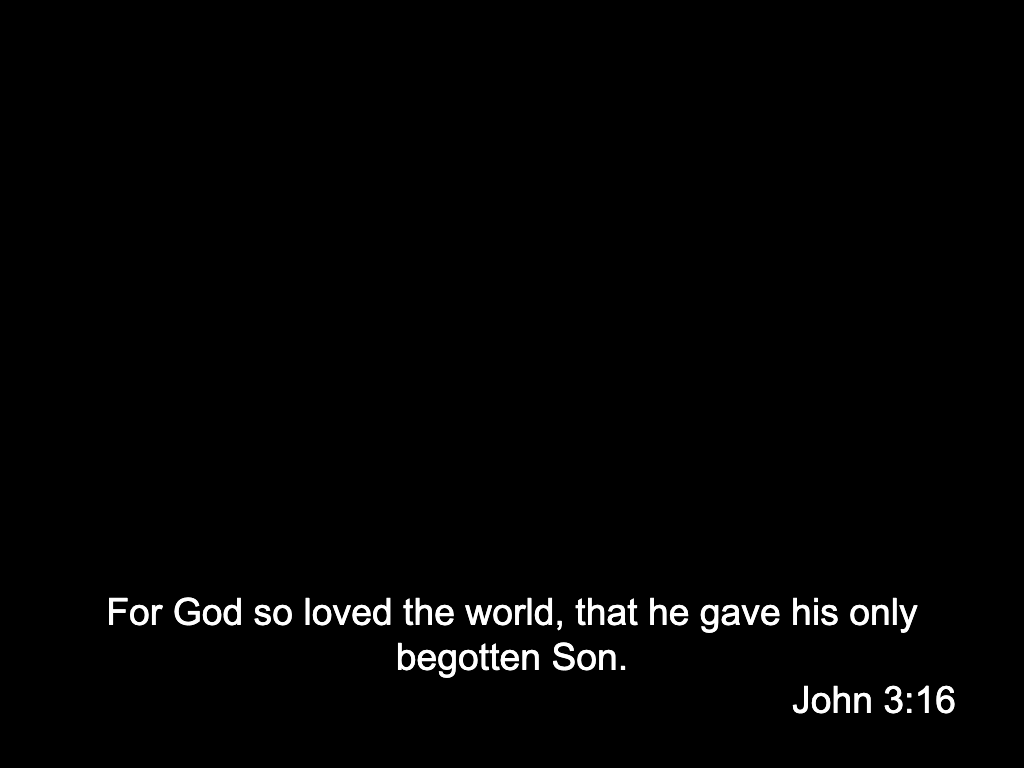 For God so loved the world, that he gave his only
begotten Son.
John 3:16